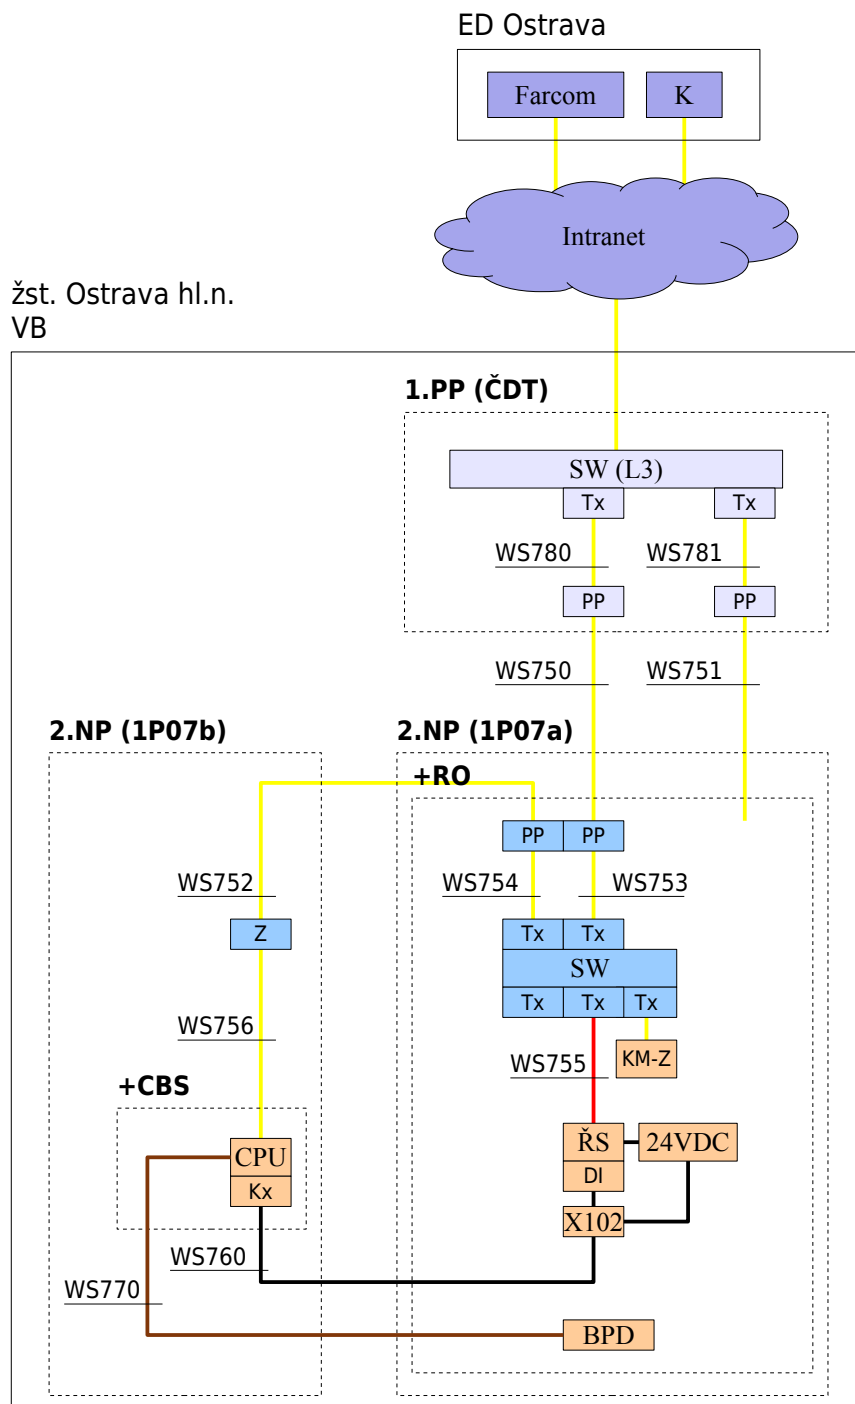 ED Ostrava
Farcom
K
Intranet
žst. Ostrava hl.n.
VB
1.PP (ČDT)
SW (L3)
Tx
Tx
WS780
WS781
PP
PP
WS750
WS751
2.NP (1P07b)
2.NP (1P07a)
+RO
PP
PP
WS752
WS754
WS753
Z
Tx
Tx
SW
Tx
Tx
Tx
WS756
WS755
KM-Z
+CBS
CPU
Kx
ŘS
24VDC
DI
X102
WS760
WS770
BPD